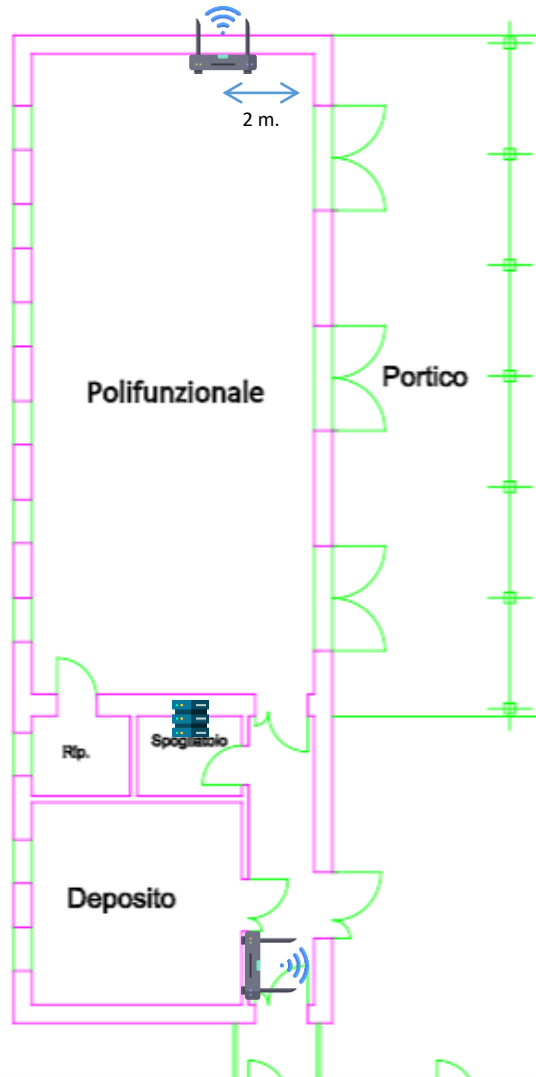 2 m.
Portico
Polifunzionale
Rip.
Spogliatoio
Deposito